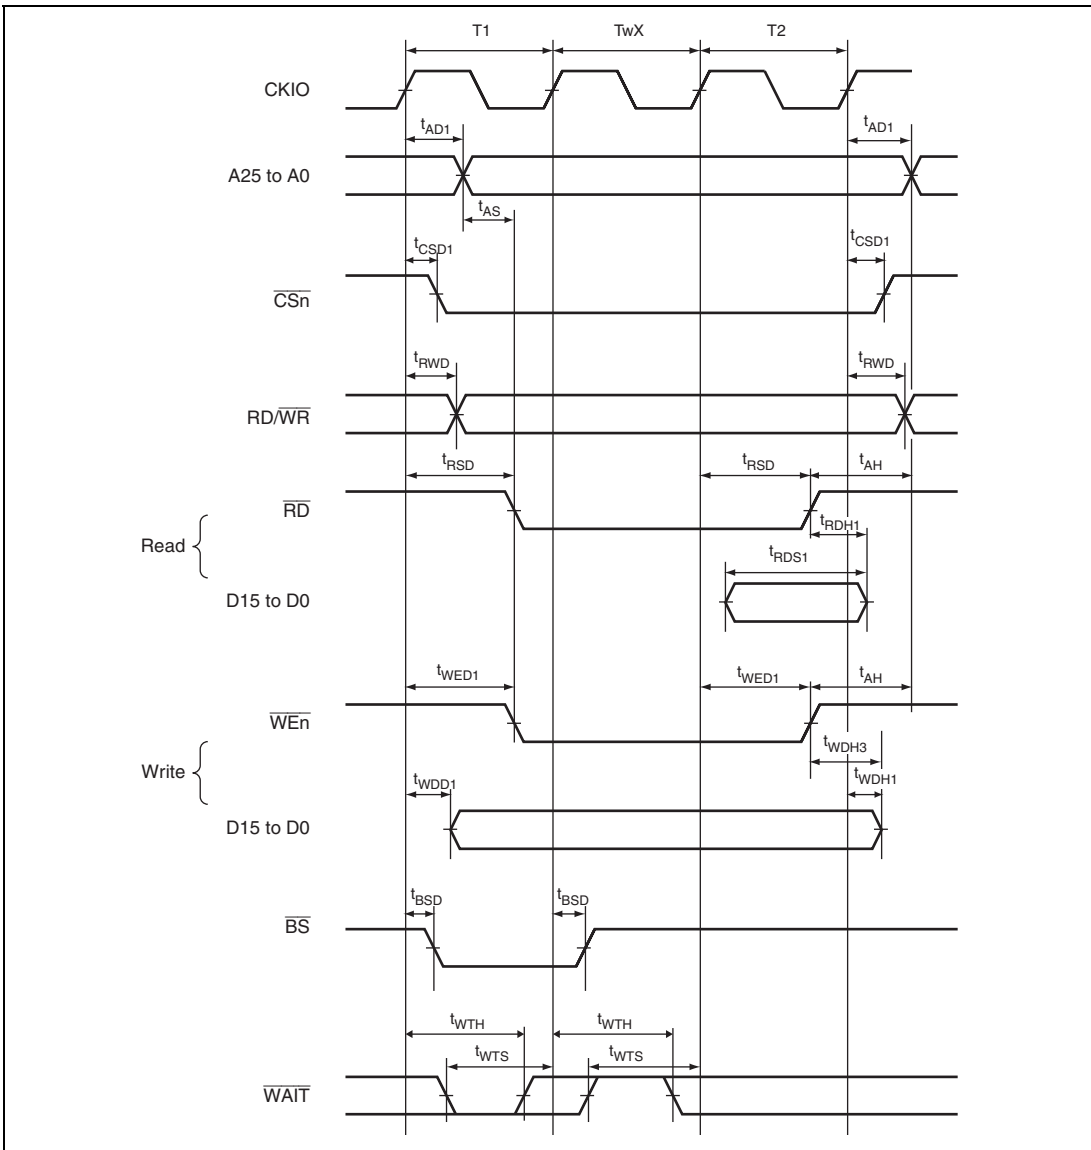 T1 TwX T2
CKIO
tAD1 tAD1
A25 to A0
tAS
tCSD1 tCSD1
CSn
tRWD tRWD
RD/WR
tRSD tRSD tAH
RD
tRDH1
Read
tRDS1
D15 to D0
tWED1 tWED1 tAH
WEn
tWDH3
Write
tWDD1 tWDH1
D15 to D0
tBSD tBSD
BS
tWTH tWTH
tWTS tWTS
WAIT